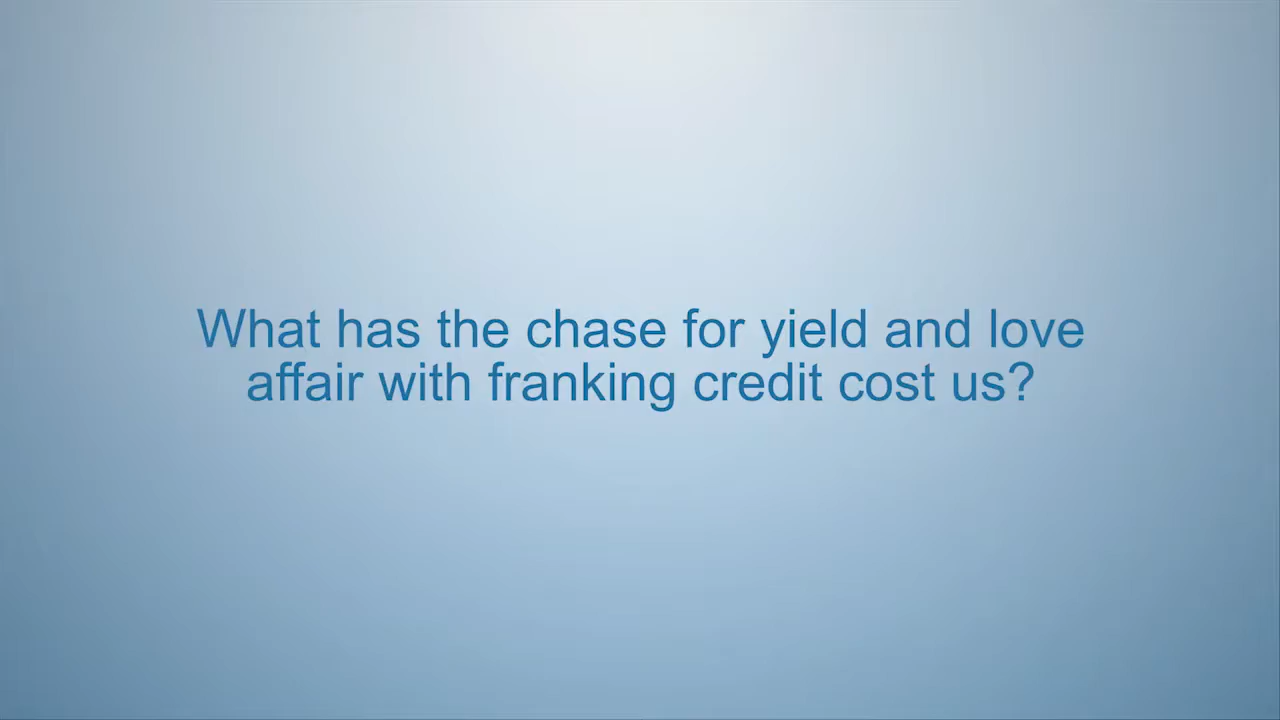 What has the chase for yield and love
affair with franking credit cost us?